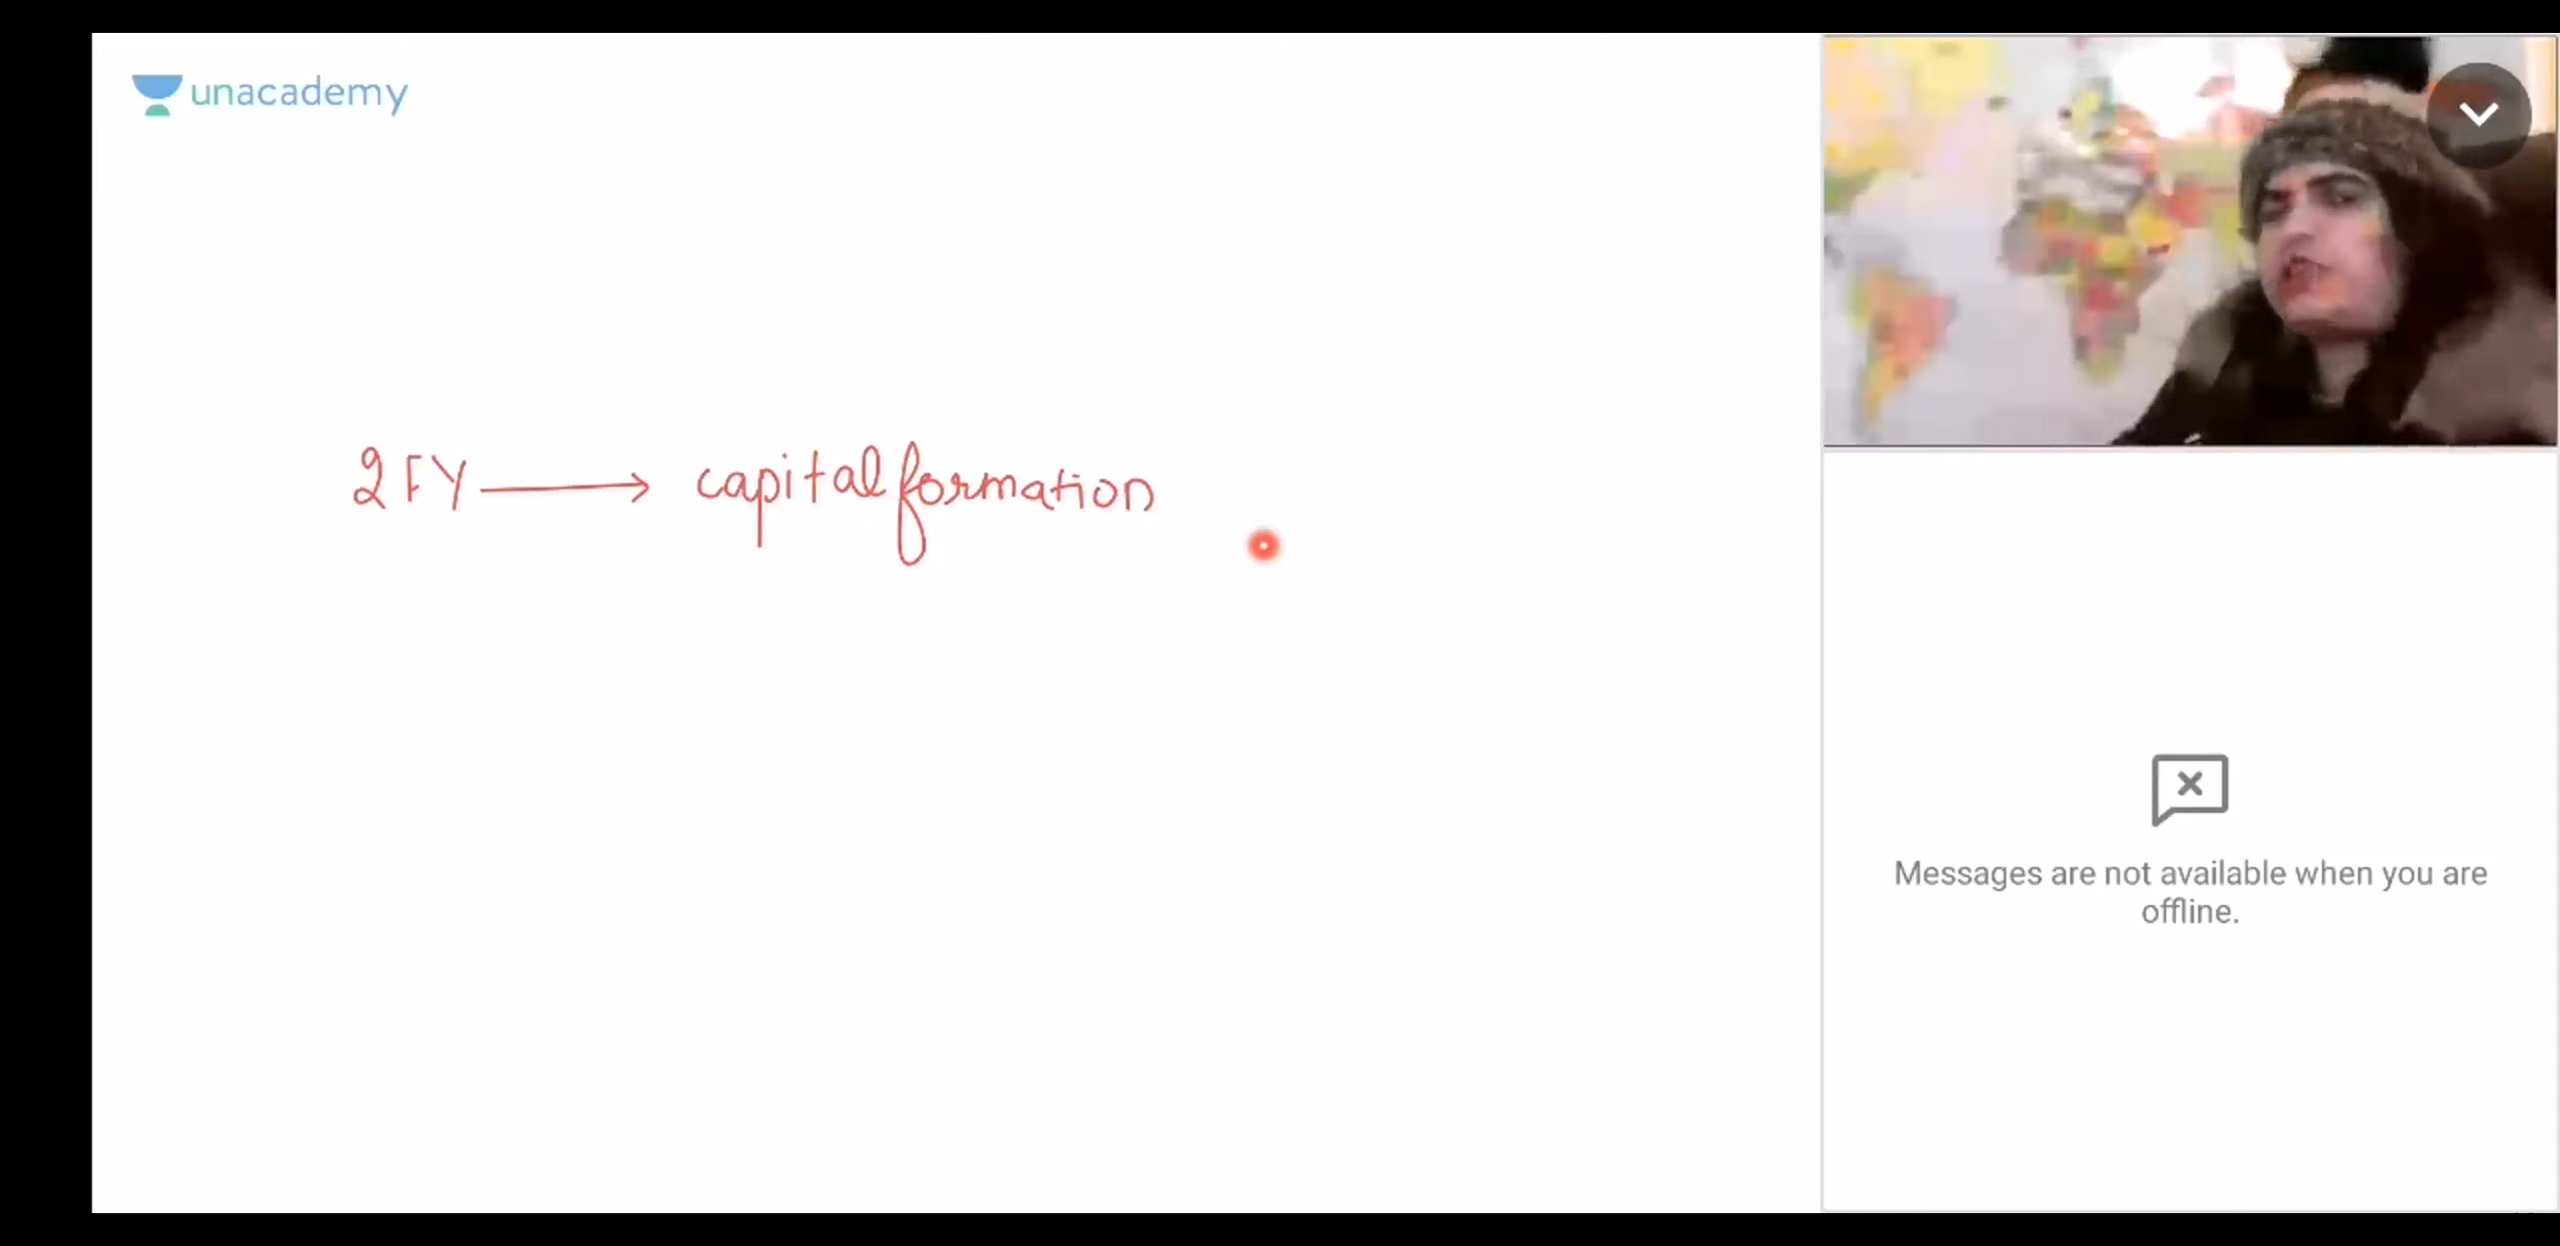 unacademy
2FY → capital formation
Messages are not available when you are
offline.